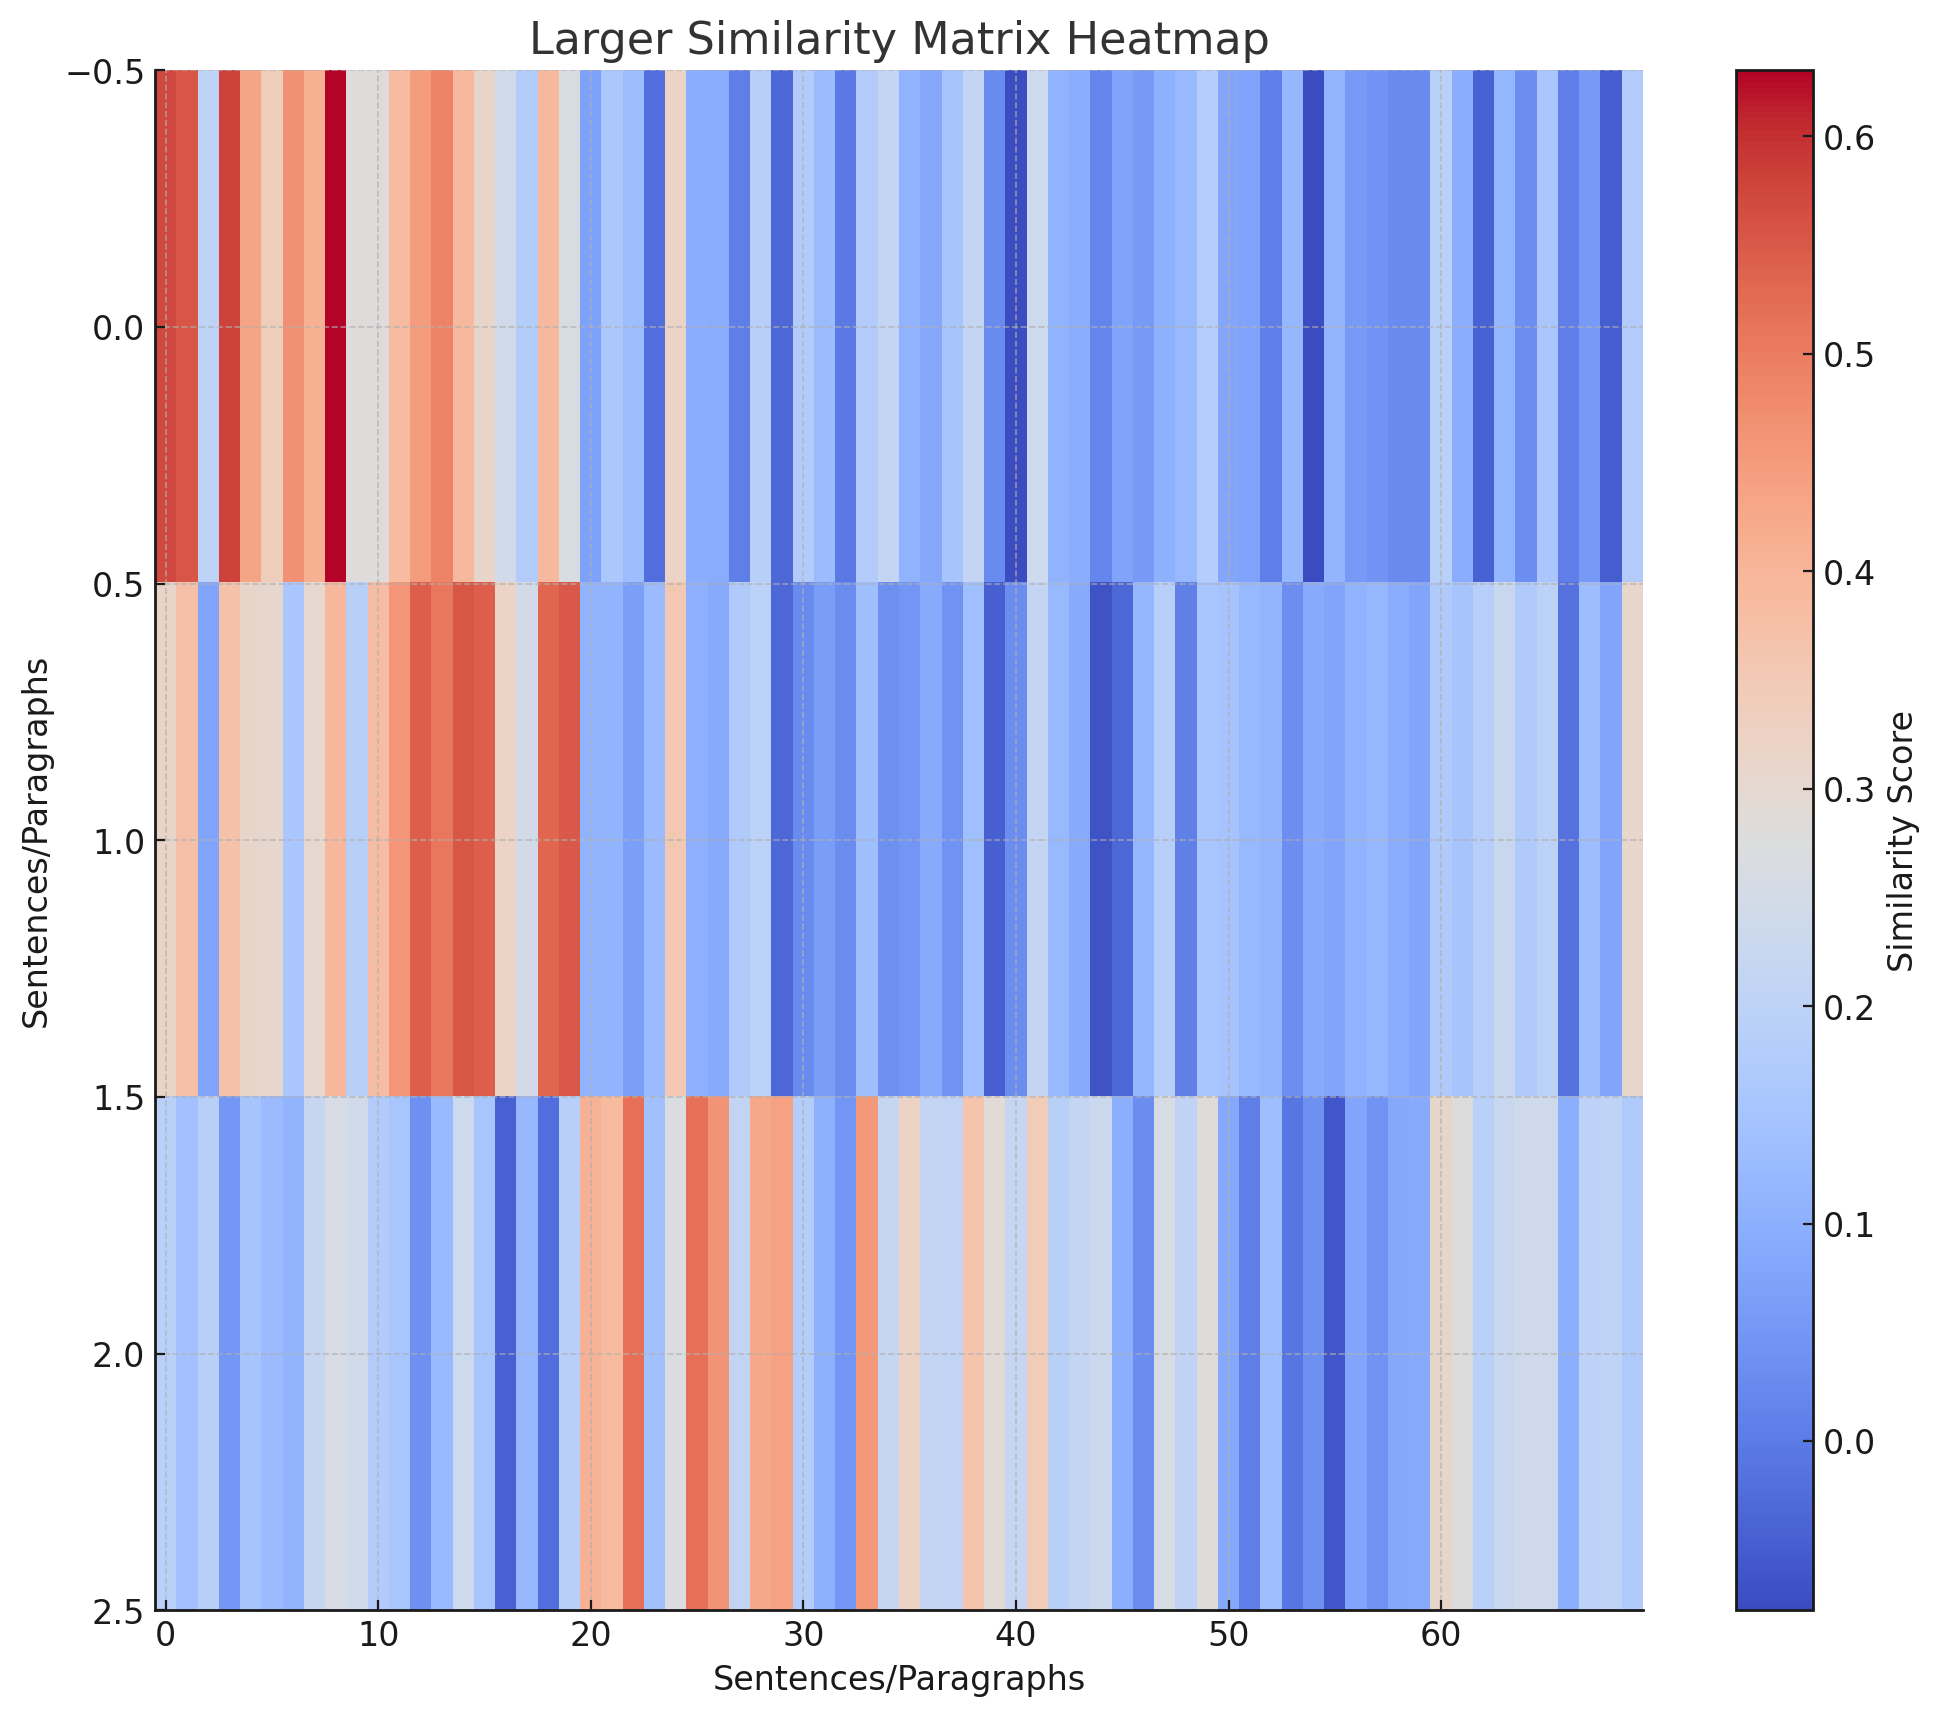 Larger Similarity Matrix Heatmap
−0.5
0.0
0.5
1.0
1.5
2.0
2.5
Sentences/Paragraphs
0 10 20 30 40 50 60
Sentences/Paragraphs
0.6
0.5
0.4
0.3
0.2
0.1
0.0
Similarity Score